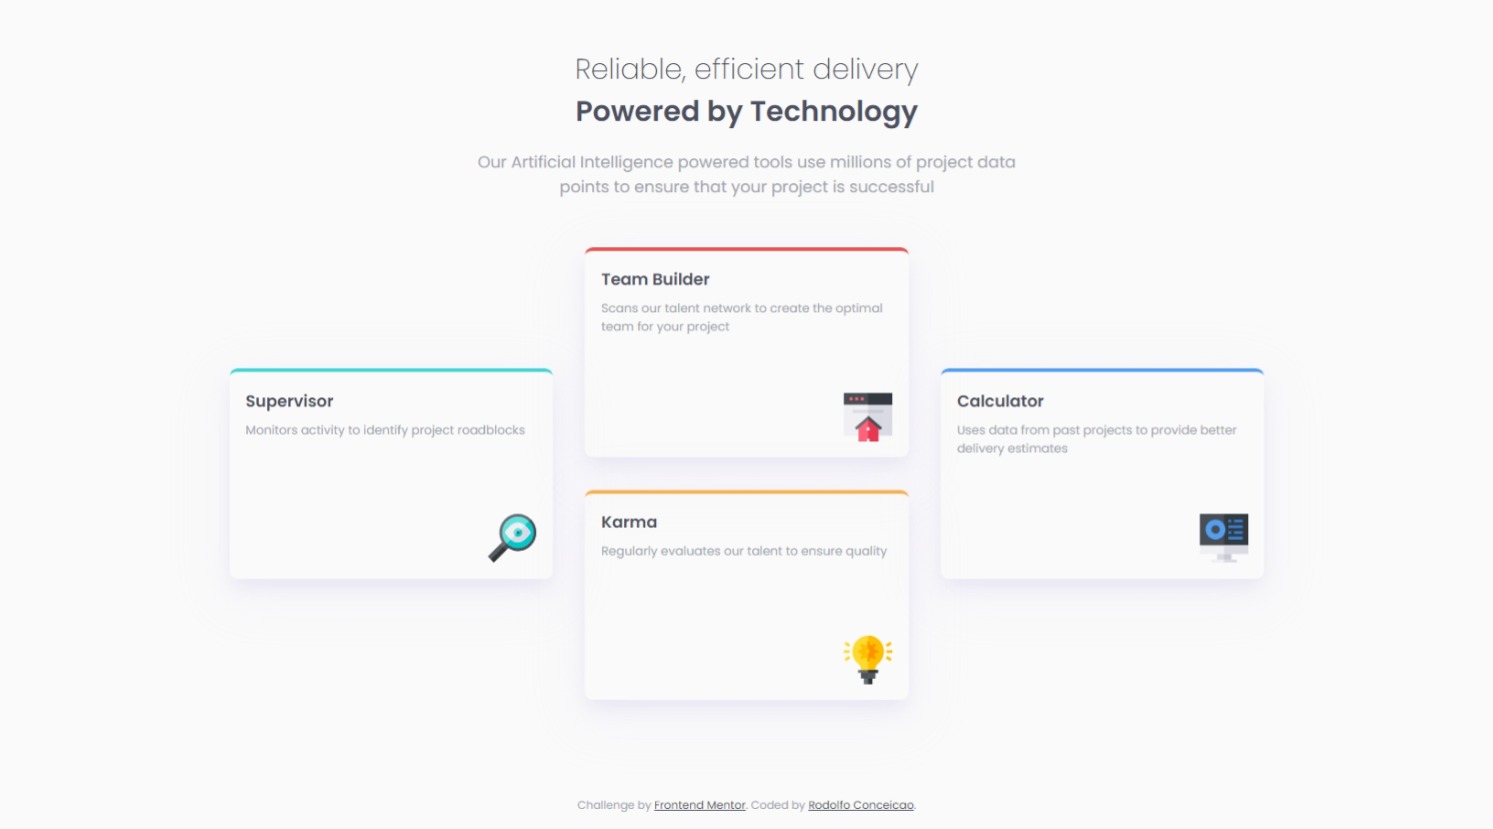 Reliable, efficient delivery
Powered by Technology
Our Artificial Intelligence powered tools use millions of project data
points to ensure that your project is successful
Team Builder
Scans our talent network to create the optimal
team for your project
Supervisor
Monitors activity to identify project roadblocks
Calculator
Uses data from past projects to provide better
delivery estimates
Karma
Regularly evaluates our talent to ensure quality
Challenge by Frontend Mentor. Coded by Rodolfo Conceicao.